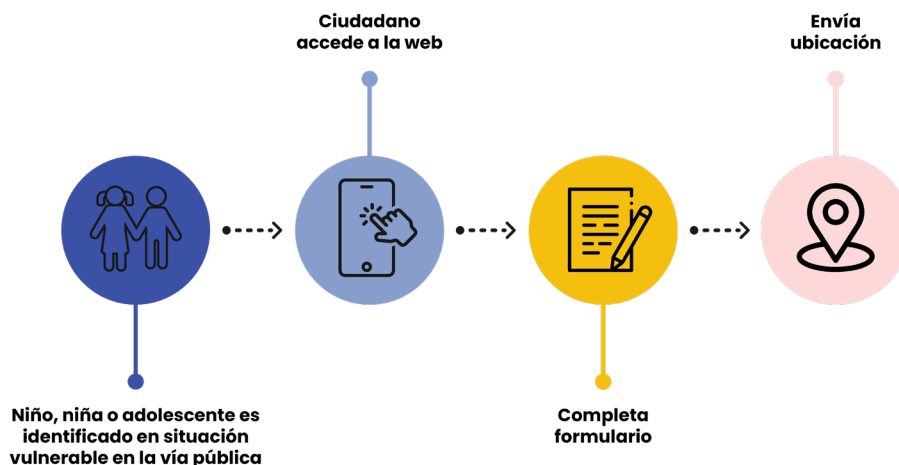 Niño, niña o adolescente es
identificado en situación
vulnerable en la vía pública
Ciudadano
accede a la web
Completa
formulario
Envía
ubicación